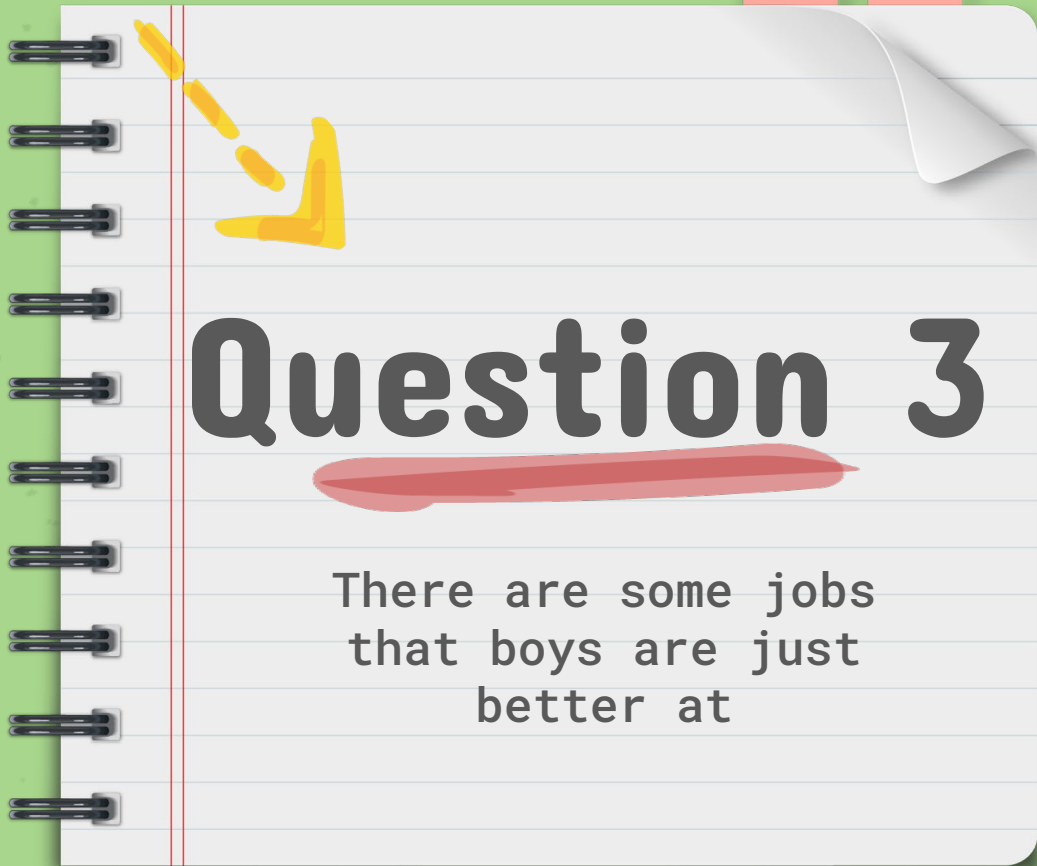 Question 3
There are some jobs
that boys are just
better at